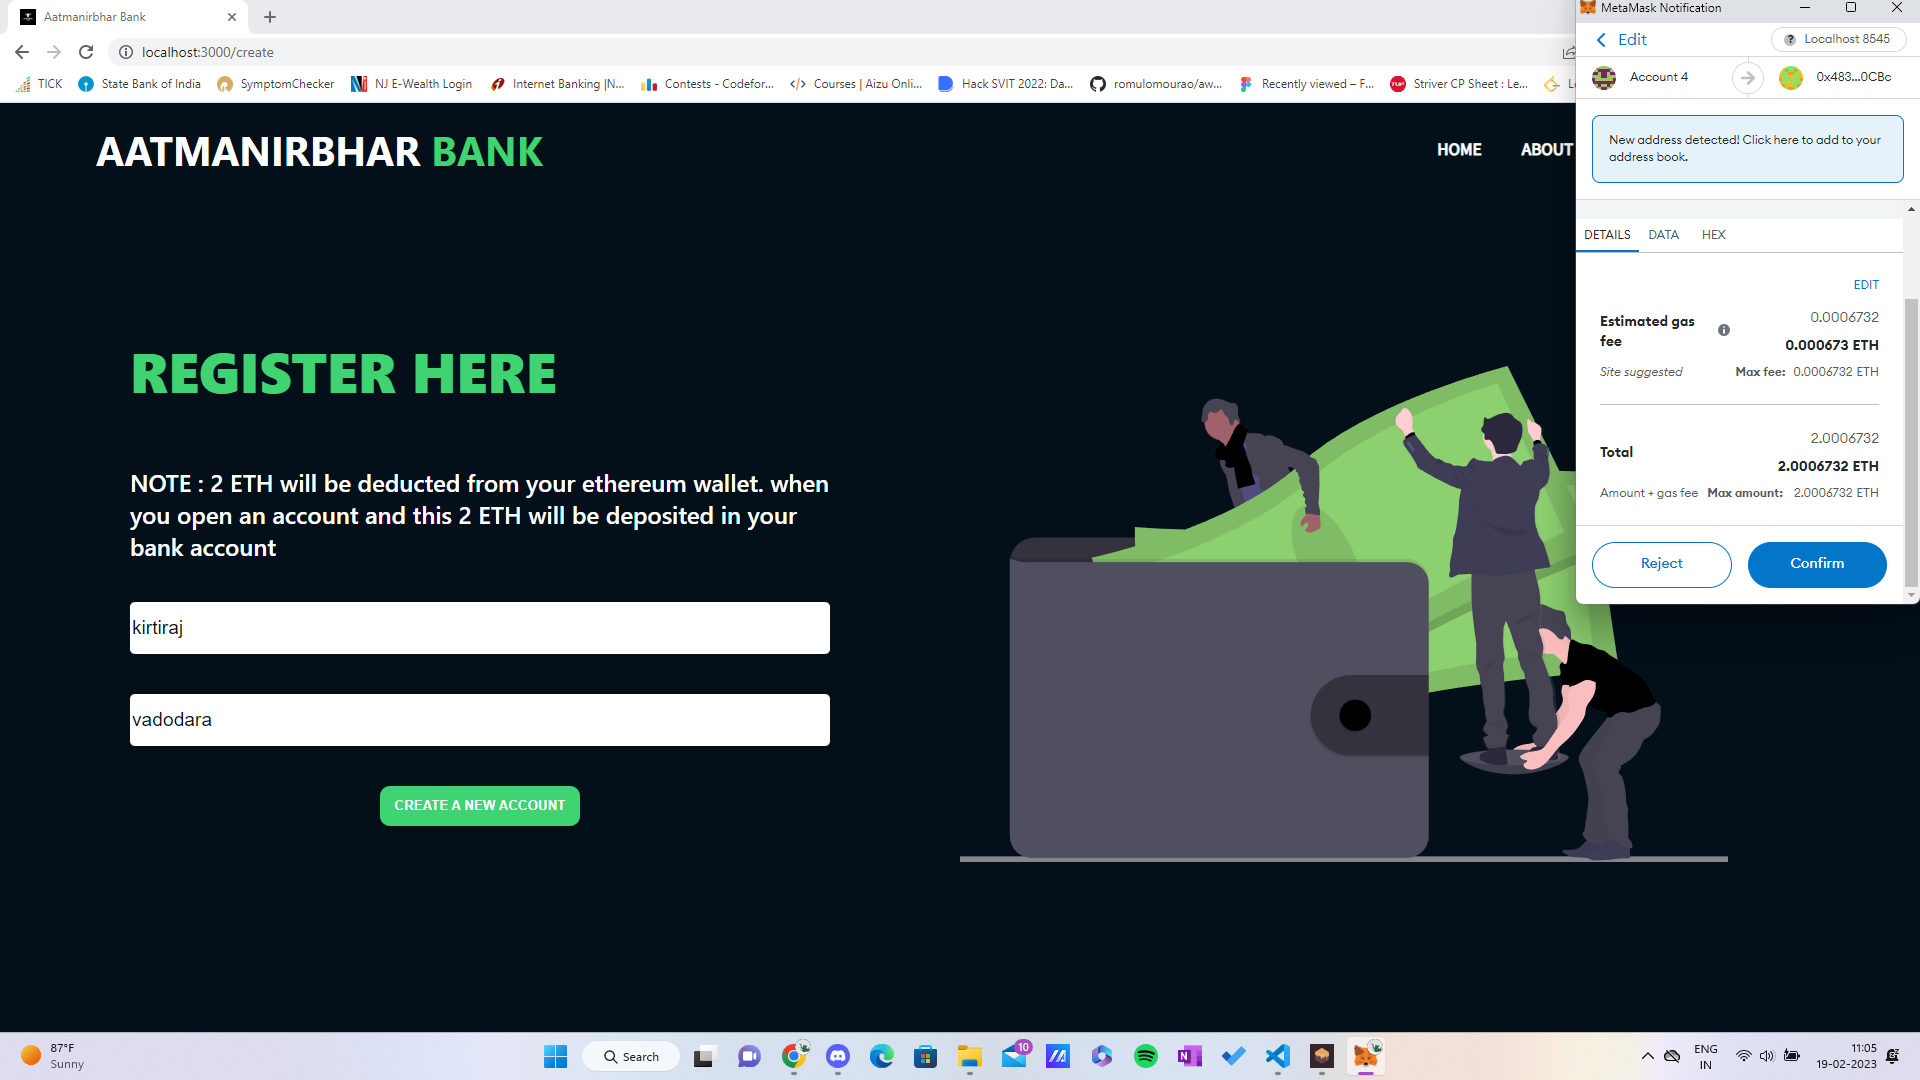 Aatmanirbhar Bank
localhost:3000/create
TICK
State Bank of India
SymptomChecker
NJ E-Wealth Login
Internet Banking |N...
Contests - Codefor...
Courses | Aizu Onli...
Hack SVIT 2022: Da...
romulomourao/aw...
Recently viewed – F...
Striver CP Sheet : Le...
AATMANIRBHAR BANK
HOME
ABOUT
REGISTER HERE
NOTE : 2 ETH will be deducted from your ethereum wallet. when
you open an account and this 2 ETH will be deposited in your
bank account
kirtiraj
vadodara
CREATE A NEW ACCOUNT
MetaMask Notification
Edit
Localhost 8545
Account 4
0x483...0CBc
New address detected! Click here to add to your
address book.
DETAILS
DATA
HEX
EDIT
Estimated gas
fee
0.0006732
0.000673 ETH
Site suggested
Max fee: 0.0006732 ETH
2.0006732
Total
2.0006732 ETH
Amount + gas fee
Max amount: 2.0006732 ETH
Reject
Confirm
87°F
Sunny
Search
10
ENG
IN
11:05
19-02-2023